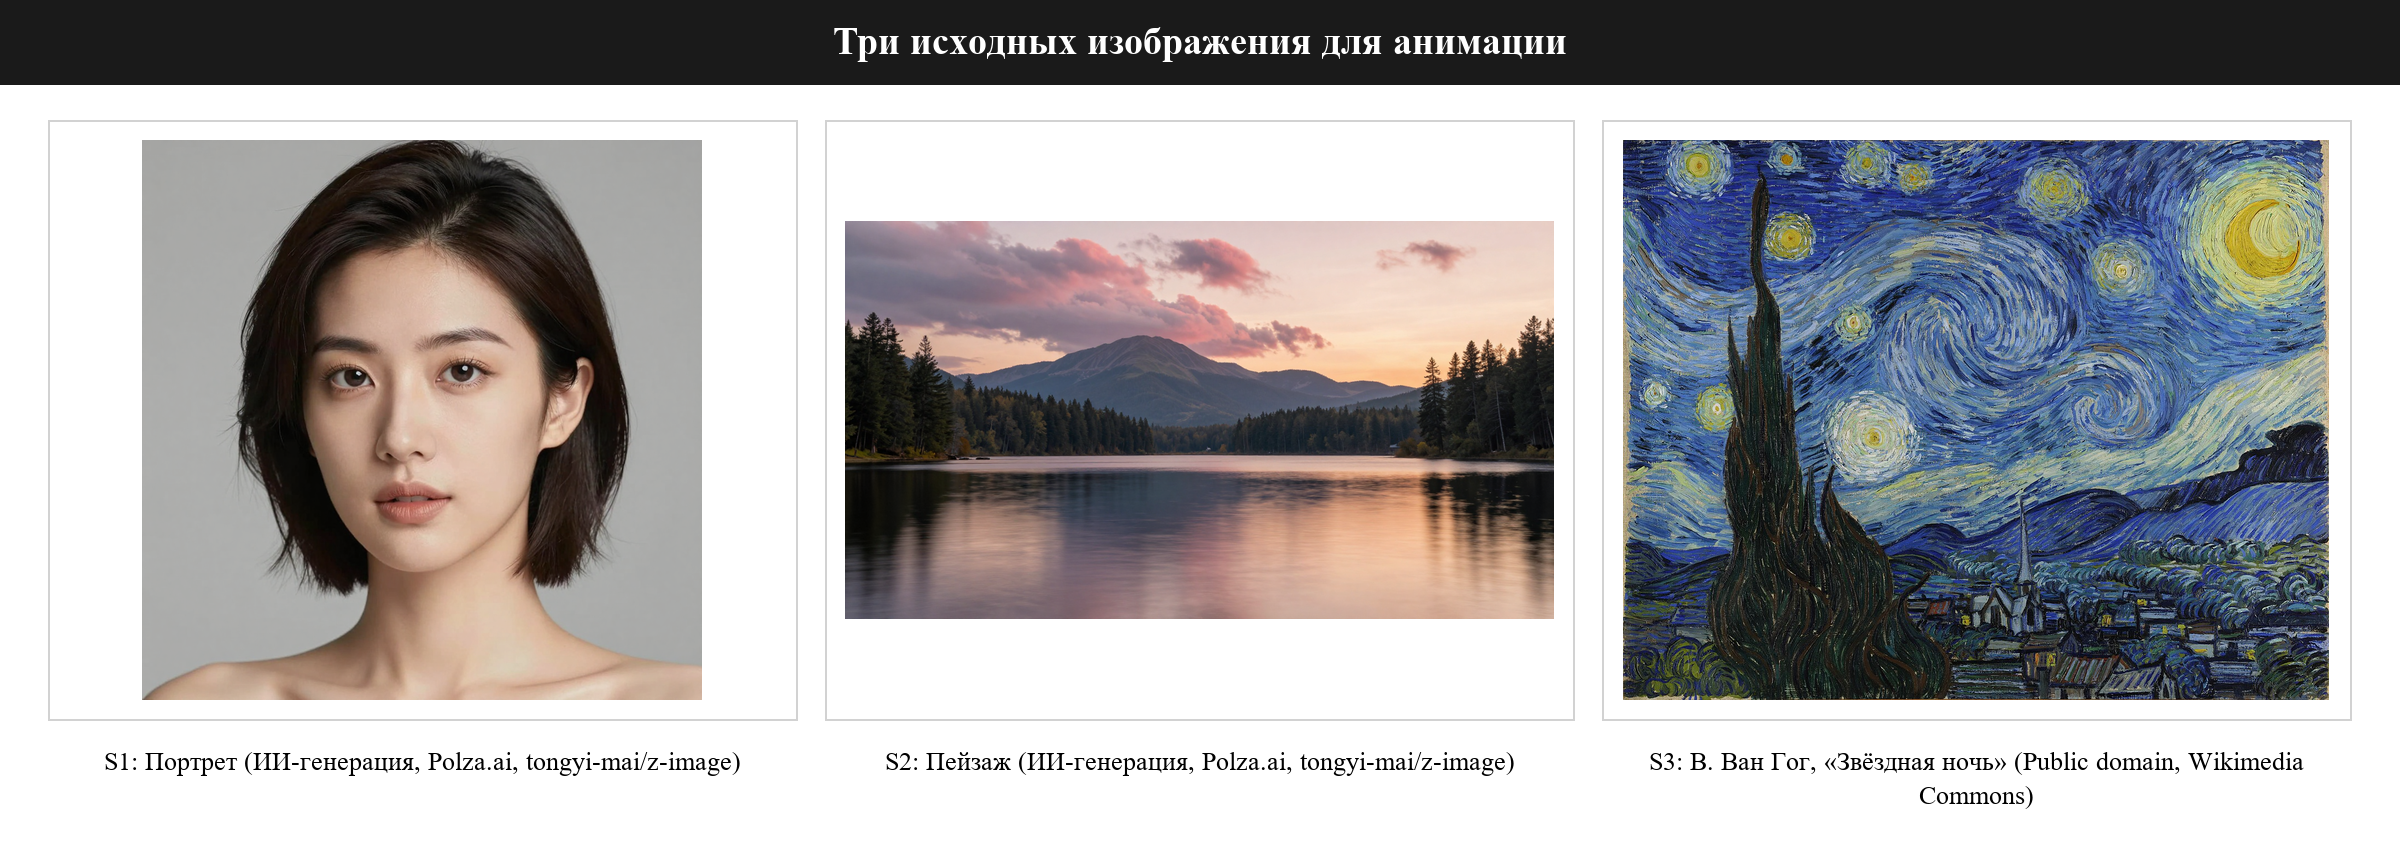 Три исходных изображения для анимации
S1: Портрет (ИИ-генерация, Polza.ai, tongyi-mai/z-image)
S2: Пейзаж (ИИ-генерация, Polza.ai, tongyi-mai/z-image)
S3: В. Ван Гог, «Звёздная ночь» (Public domain, Wikimedia
Commons)